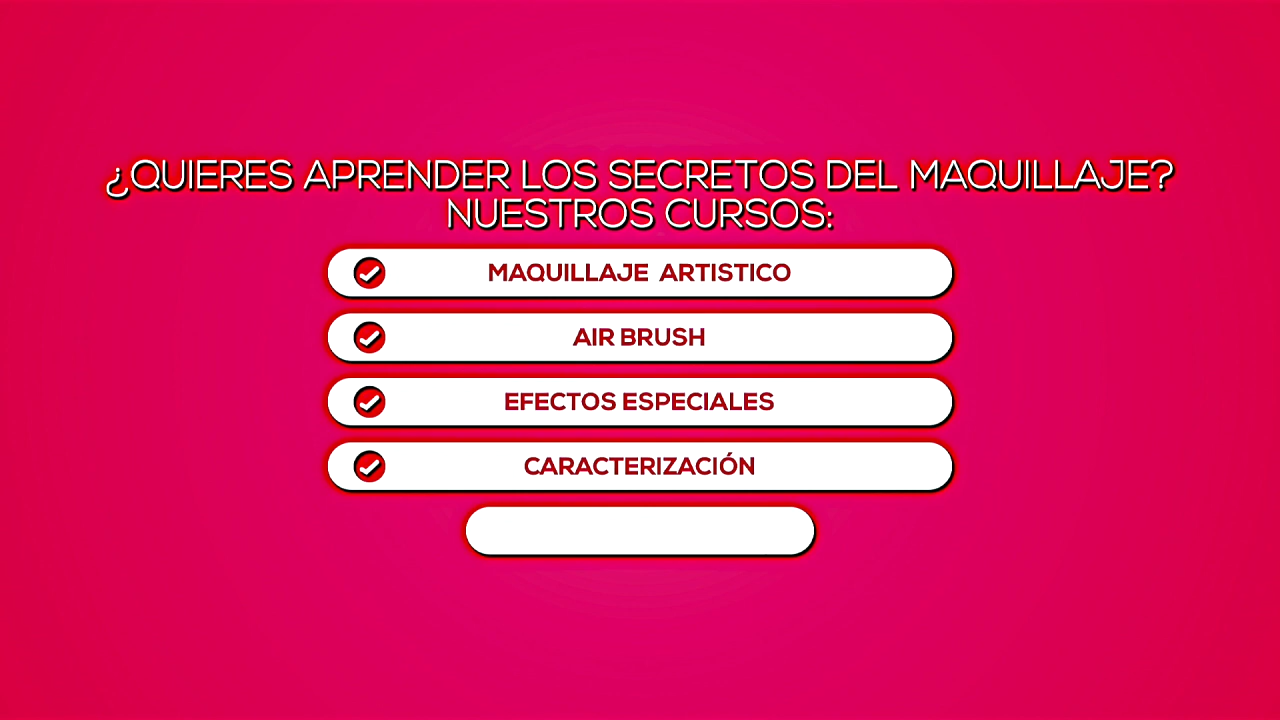 ¿QUIERES APRENDER LOS SECRETOS DEL MAQUILLAJE?
NUESTROS CURSOS:
MAQUILLAJE ARTISTICO
AIR BRUSH
EFECTOS ESPECIALES
CARACTERIZACIÓN